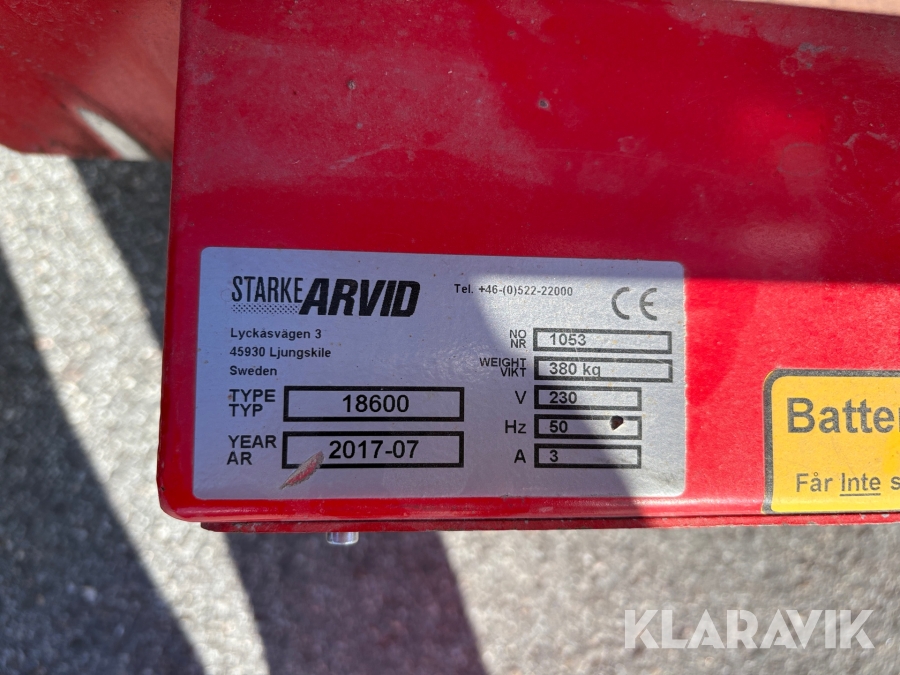 STARKE ARVID
Tel. +46-(0)522-22000
CE
Lyckåsvägen 3
45930 Ljungskile
Sweden
TYPE
TYP
18600
YEAR
AR
2017-07
NO
NR
1053
WEIGHT
VIKT
380 kg
V
230
Hz
50
A
3
Batter
Får Inte s
KLARAVIK